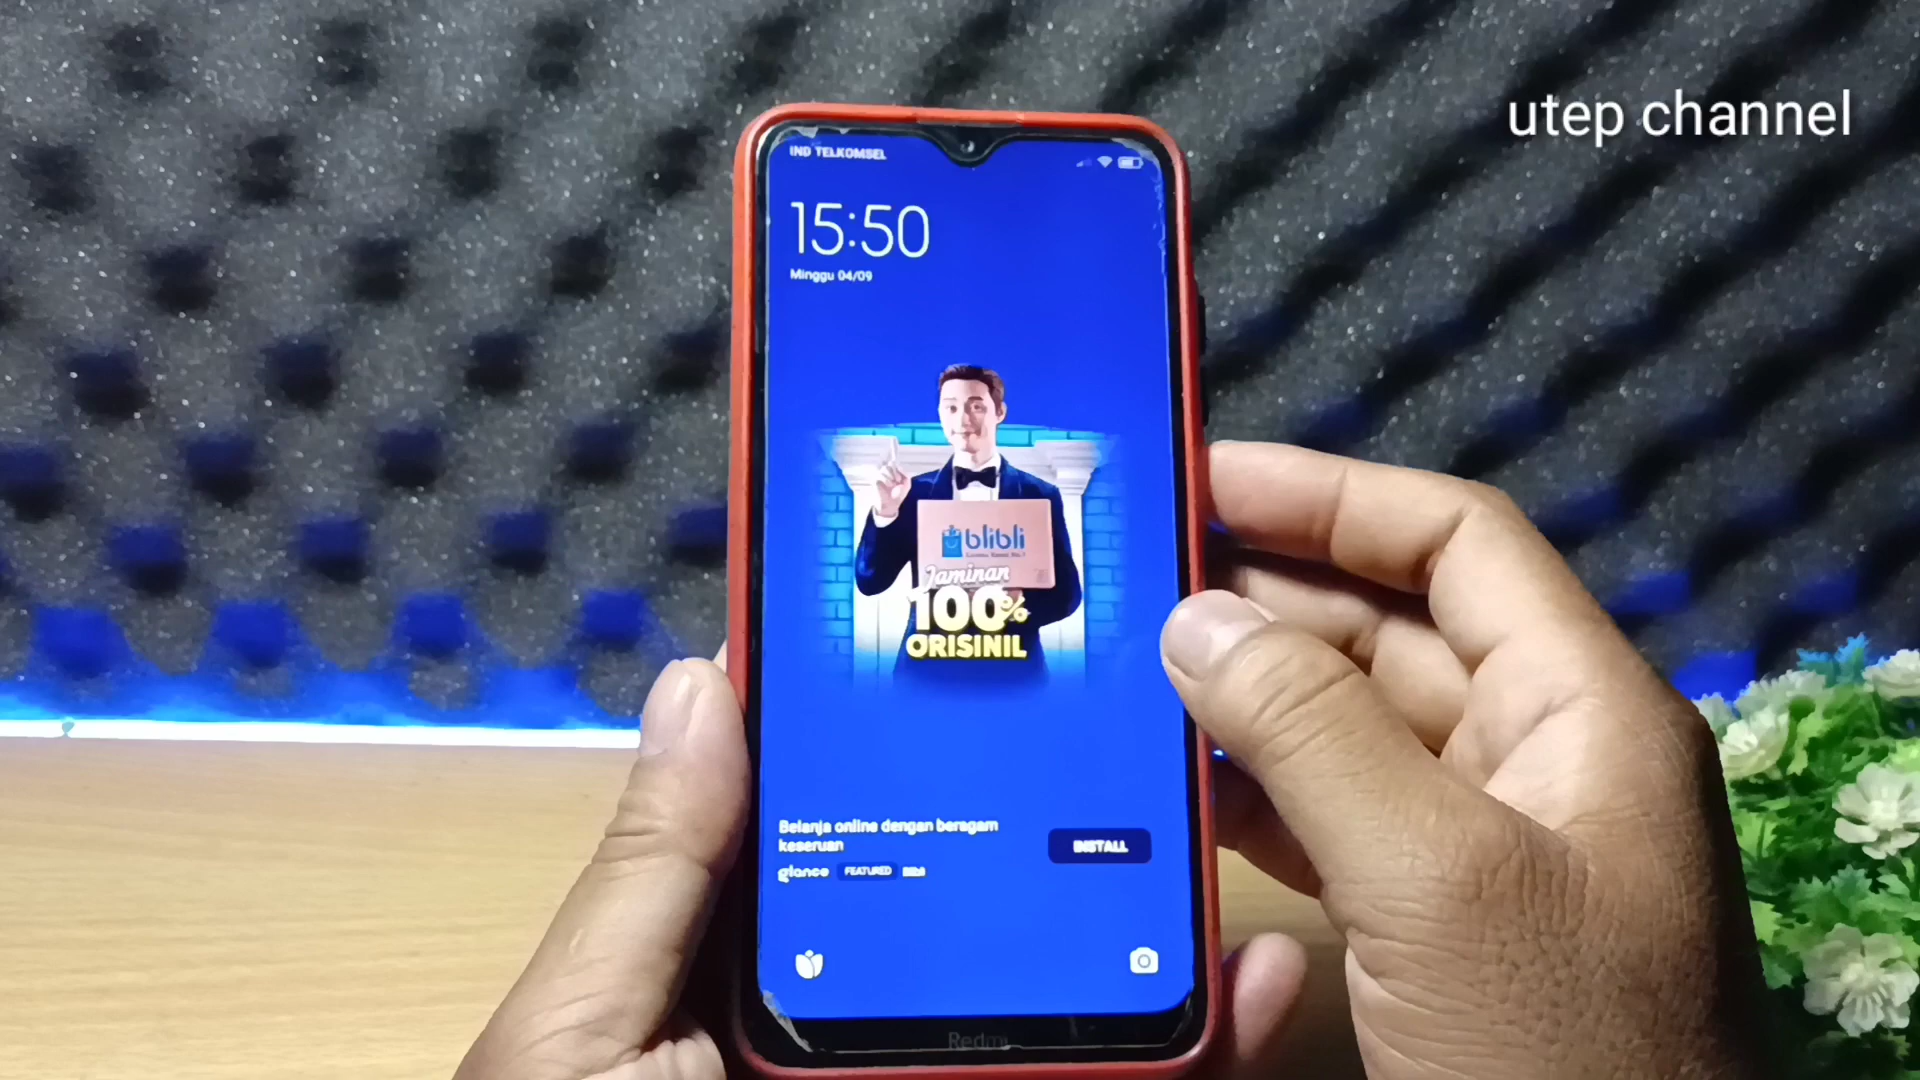 utep channel
IND TELKOMSEL
15:50
Minggu 04/09
blibli
Jaminan
100%
ORISINIL
Belanja online dengan beragam
keseruan
INSTALL
glance FEATURED
Redmi